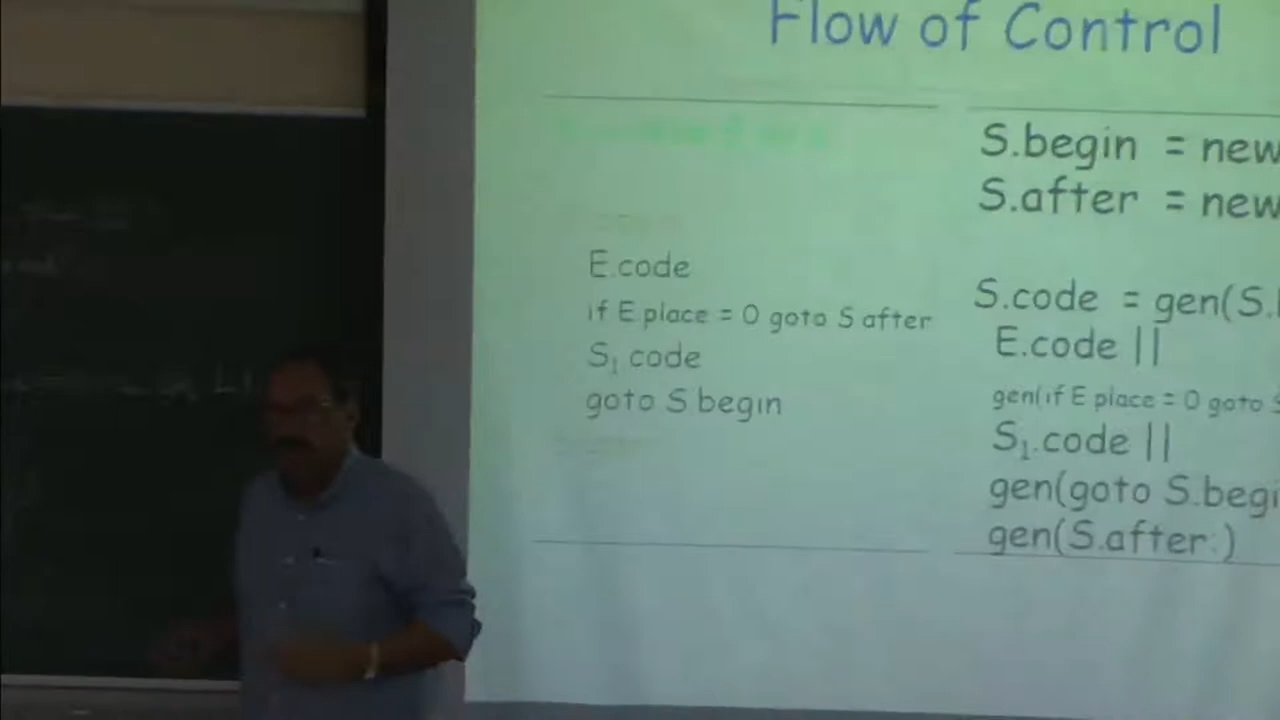 Flow of Control
E.code
if E.place = 0 goto S.after
S1.code
goto S.begin
S.begin = new
S.after = new
S.code = gen(S.
E.code ||
gen(if E.place = 0 goto
S1.code ||
gen(goto S.begi
gen(S.after:)